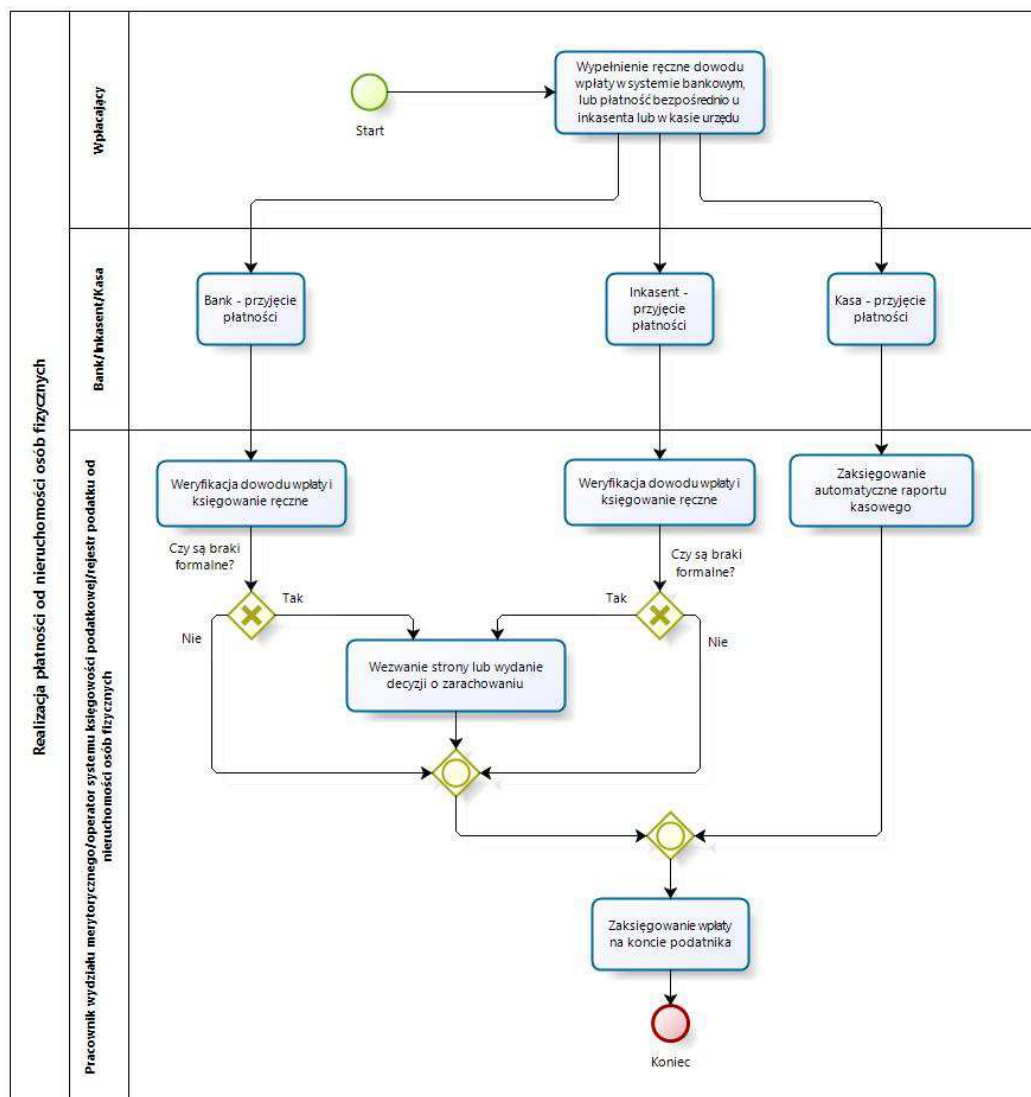 Realizacja płatności od nieruchomości osób fizycznych
Wpłacający
Start
Wypełnienie ręczne dowodu
wpłaty w systemie bankowym,
lub płatność bezpośrednio u
inkasenta lub w kasie urzędu
Bank/Inkasent/Kasa
Bank - przyjęcie
płatności
Inkasent -
przyjęcie
płatności
Kasa - przyjęcie
płatności
Pracownik wydziału merytorycznego/operator systemu księgowości podatkowej/rejestr podatku od
nieruchomości osób fizycznych
Weryfikacja dowodu wpłaty i
księgowanie ręczne
Weryfikacja dowodu wpłaty i
księgowanie ręczne
Zaksięgowanie
automatyczne raportu
kasowego
Czy są braki
formalne?
Czy są braki
formalne?
Tak
Tak
Nie
Nie
Wezwanie strony lub wydanie
decyzji o zarachowaniu
Zaksięgowanie wpłaty
na koncie podatnika
Koniec